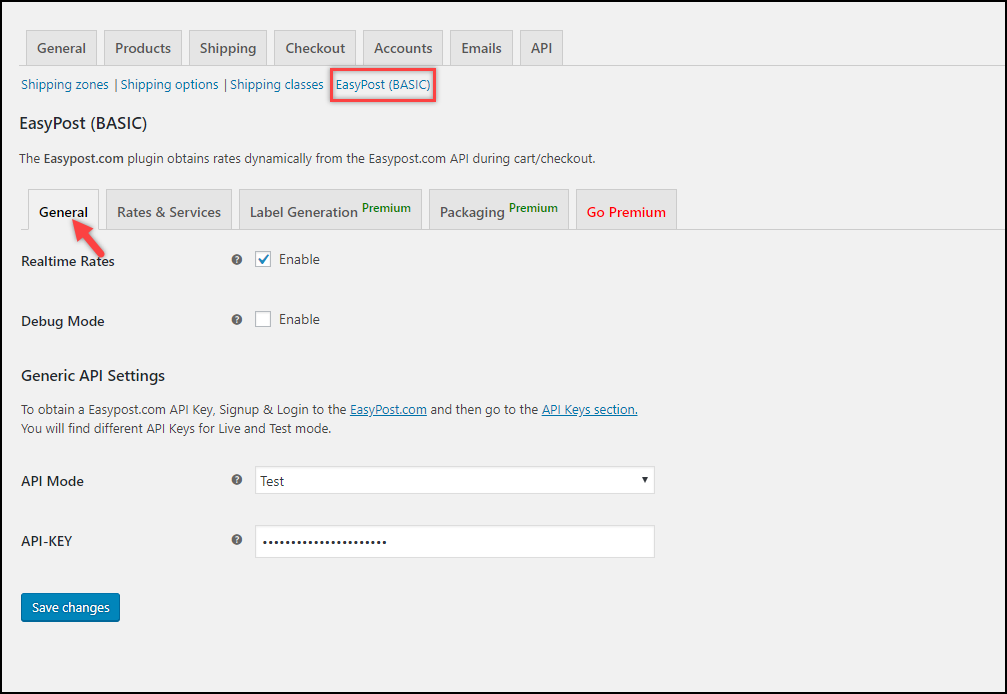 General Products Shipping Checkout Accounts Emails API
Shipping zones | Shipping options | Shipping classes EasyPost (BASIC)
EasyPost (BASIC)
The Easypost.com plugin obtains rates dynamically from the Easypost.com API during cart/checkout.
General Rates & Services Label Generation Premium Packaging Premium Go Premium
Realtime Rates ? Enable
Debug Mode ? Enable
Generic API Settings
To obtain a Easypost.com API Key, Signup & Login to the EasyPost.com and then go to the API Keys section.
You will find different API Keys for Live and Test mode.
API Mode ? Test
API-KEY ? •••••••••••••••••••••
Save changes